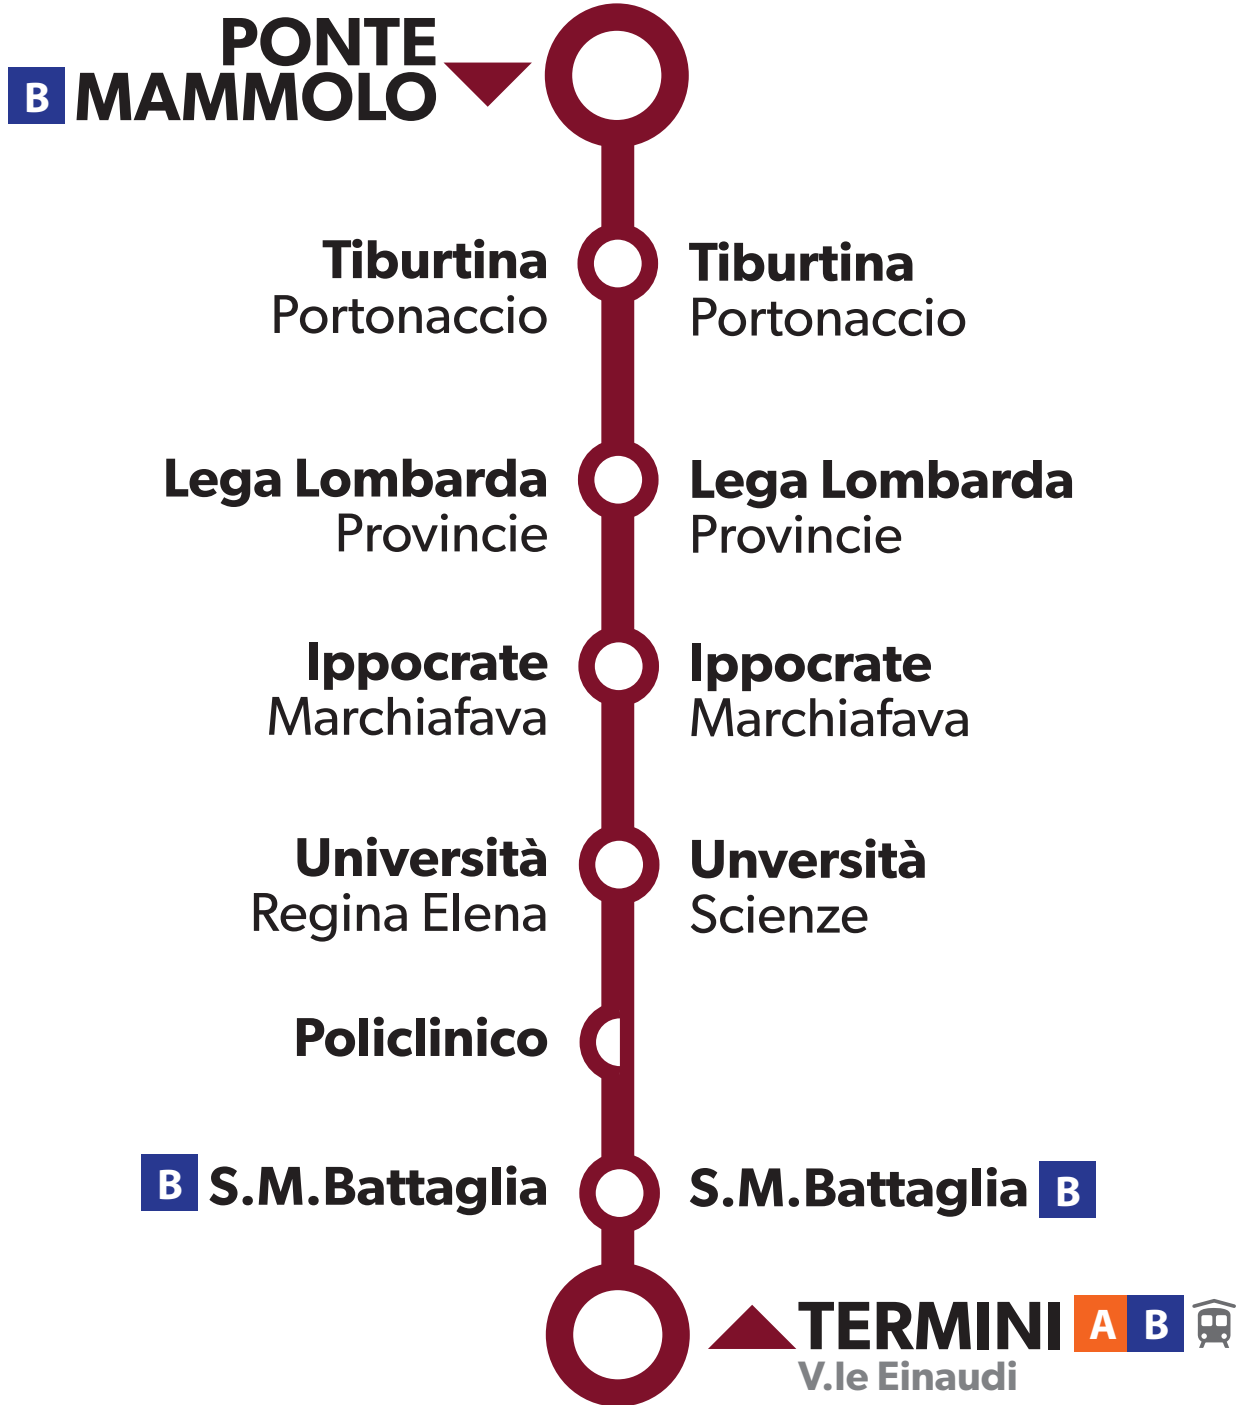 PONTE
B MAMMOLO
Tiburtina
Portonaccio
Tiburtina
Portonaccio
Lega Lombarda
Provincie
Lega Lombarda
Provincie
Ippocrate
Marchiafava
Ippocrate
Marchiafava
Università
Regina Elena
Unversità
Scienze
Policlinico
B S.M.Battaglia
S.M.Battaglia B
TERMINI A B
V.le Einaudi